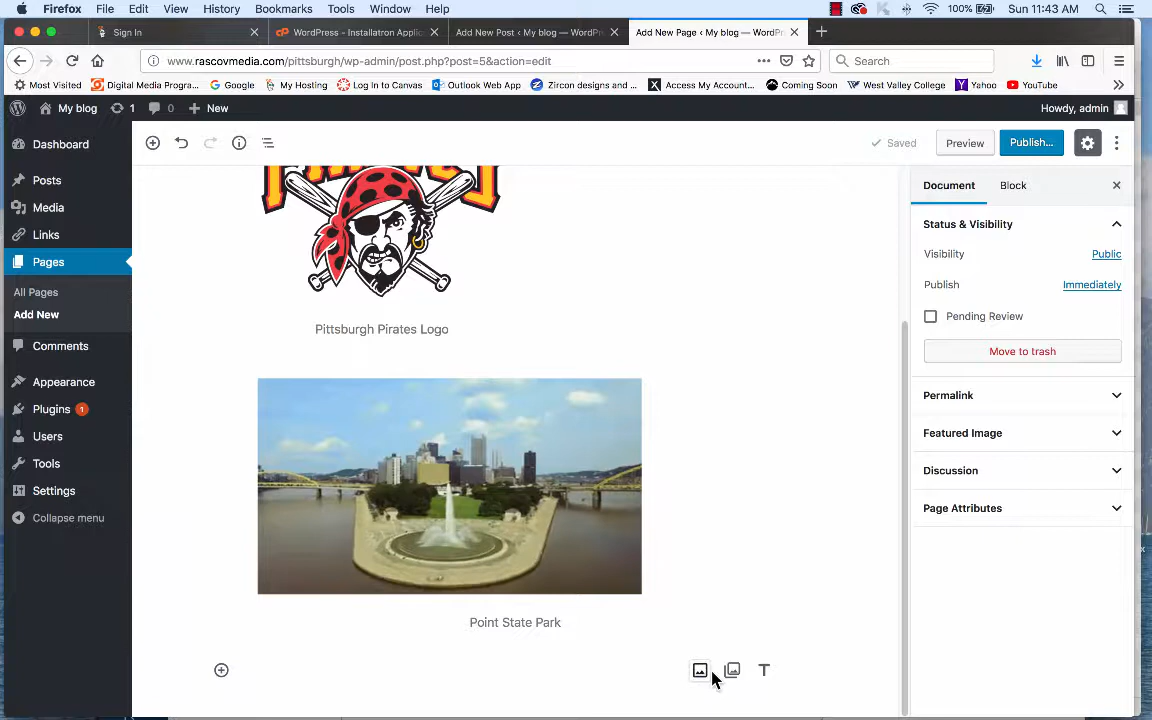 Firefox File Edit View History Bookmarks Tools Window Help 100% Sun 11:43 AM
Sign In WordPress - Installatron Applic Add New Post ‹ My blog — WordPr Add New Page ‹ My blog — WordPr
www.rascovmedia.com/pittsburgh/wp-admin/post.php?post=5&action=edit Search
Most Visited Digital Media Progra... Google My Hosting Log In to Canvas Outlook Web App Zircon designs and ... Access My Account... Coming Soon West Valley College Yahoo YouTube
My blog 1 0 New Howdy, admin
Dashboard
Posts
Media
Links
Pages
All Pages
Add New
Comments
Appearance
Plugins 1
Users
Tools
Settings
Collapse menu
Saved Preview Publish...
Pittsburgh Pirates Logo
Point State Park
T
Document Block
Status & Visibility
Visibility Public
Publish Immediately
Pending Review
Move to trash
Permalink
Featured Image
Discussion
Page Attributes